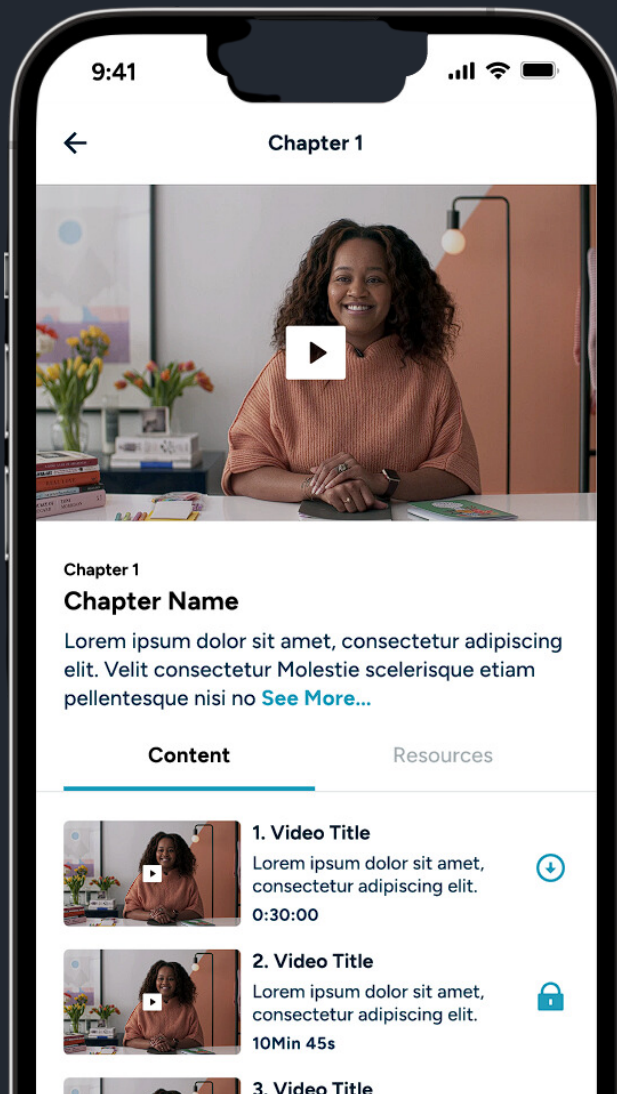 9:41
Chapter 1
Chapter 1
Chapter Name
Lorem ipsum dolor sit amet, consectetur adipiscing
elit. Velit consectetur Molestie scelerisque etiam
pellentesque nisi no See More...
Content
Resources
1. Video Title
Lorem ipsum dolor sit amet,
consectetur adipiscing elit.
0:30:00
2. Video Title
Lorem ipsum dolor sit amet,
consectetur adipiscing elit.
10Min 45s
3. Video Title